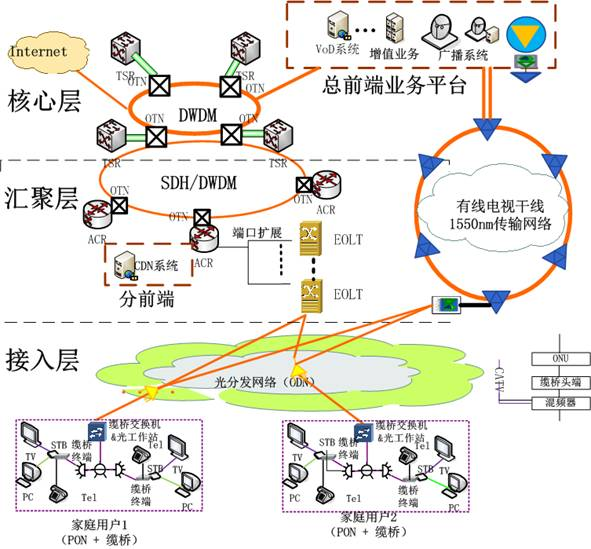 Internet
TSR
OTN
TSR
OTN
VoD系统
增值业务
广播系统
总前端业务平台
核心层
DWDM
OTN
OTN
TSR
TSR
汇聚层
SDH/DWDM
OTN
OTN
OTN
ACR
ACR
ACR
有线电视干线
1550nm传输网络
端口扩展
EOLT
CDN系统
分前端
EOLT
接入层
光分发网络（ODN）
CATV
ONU
缆桥头端
混频器
缆桥交换机
&光工作站
Tel
TV
STB
缆桥
终端
STB
TV
PC
Tel
缆桥
终端
PC
家庭用户1
（PON + 缆桥）
缆桥交换机
&光工作站
Tel
TV
STB
缆桥
终端
STB
TV
PC
Tel
缆桥
终端
PC
家庭用户2
（PON + 缆桥）